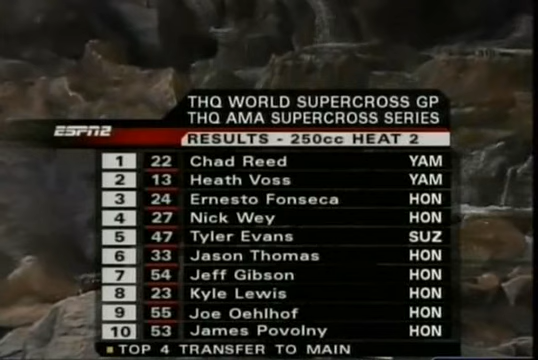 THQ WORLD SUPERCROSS GP
THQ AMA SUPERCROSS SERIES
ESPN2
RESULTS - 250cc HEAT 2
1 22 Chad Reed YAM
2 13 Heath Voss YAM
3 24 Ernesto Fonseca HON
4 27 Nick Wey HON
5 47 Tyler Evans SUZ
6 33 Jason Thomas HON
7 54 Jeff Gibson HON
8 23 Kyle Lewis HON
9 55 Joe Oehlhof HON
10 53 James Povolny HON
TOP 4 TRANSFER TO MAIN